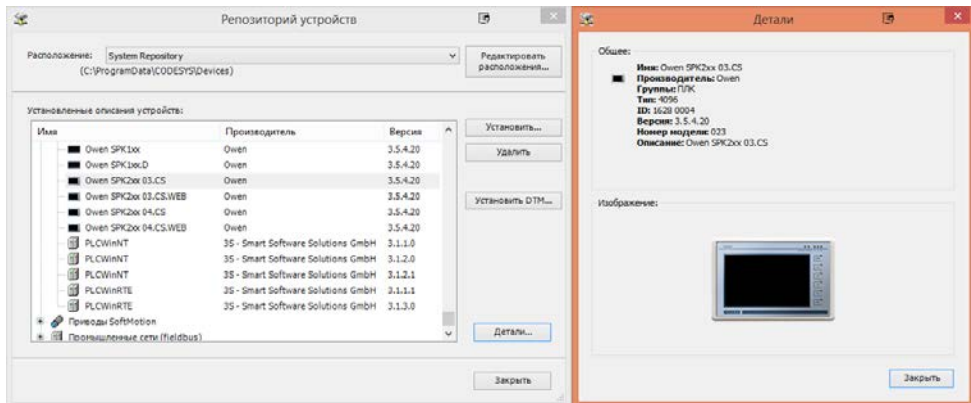 Репозиторий устройств
Расположение: System Repository
(C:\ProgramData\CODESYS\Devices)
Редактировать расположения...
Установленные описания устройств:
Имя Производитель Версия
Owen SPK1xx Owen 3.5.4.20
Owen SPK1xx.D Owen 3.5.4.20
Owen SPK2xx 03.CS Owen 3.5.4.20
Owen SPK2xx 03.CS.WEB Owen 3.5.4.20
Owen SPK2xx 04.CS Owen 3.5.4.20
Owen SPK2xx 04.CS.WEB Owen 3.5.4.20
PLCWinNT 3S - Smart Software Solutions GmbH 3.1.1.0
PLCWinNT 3S - Smart Software Solutions GmbH 3.1.2.0
PLCWinNT 3S - Smart Software Solutions GmbH 3.1.2.1
PLCWinRTE 3S - Smart Software Solutions GmbH 3.1.1.1
PLCWinRTE 3S - Smart Software Solutions GmbH 3.1.3.0
Приводы SoftMotion
Промышленные сети (fieldbus)
Установить...
Удалить
Установить DTM...
Детали...
Закрыть
Детали
Общее:
Имя: Owen SPK2xx 03.CS
Производитель: Owen
Группы: ПЛК
Тип: 4096
ID: 1628 0004
Версия: 3.5.4.20
Номер модели: 023
Описание: Owen SPK2xx 03.CS
Изображение:
Закрыть